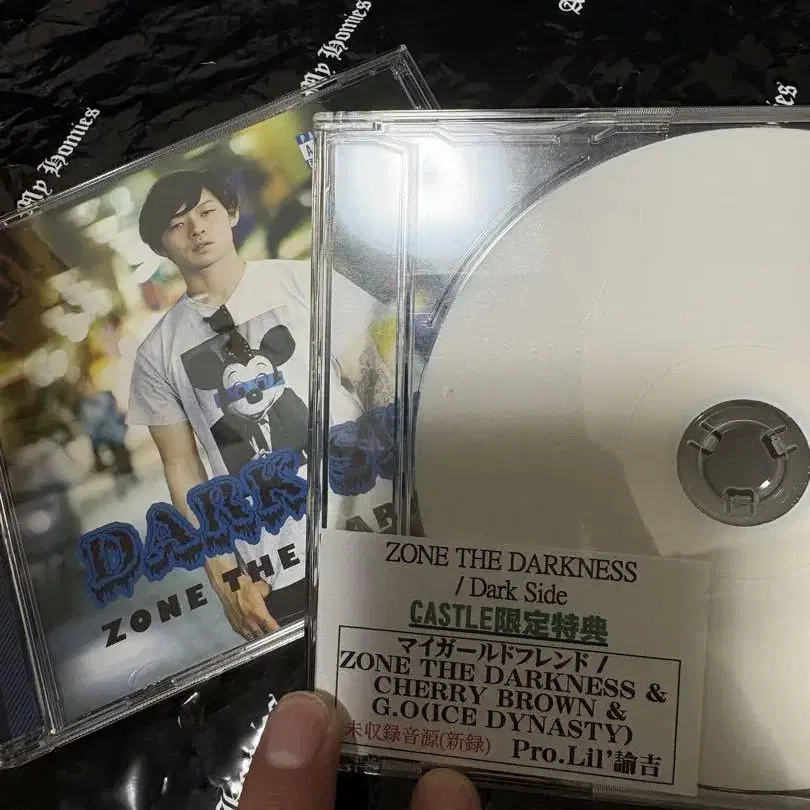 My Homies
My Homies
DARK
ZONE THE
ZONE THE DARKNESS
/ Dark Side
CASTLE限定特典
マイガールドフレンド /
ZONE THE DARKNESS &
CHERRY BROWN &
G.O(ICE DYNASTY)
未収録音源(新録) Pro.Lil'諭吉